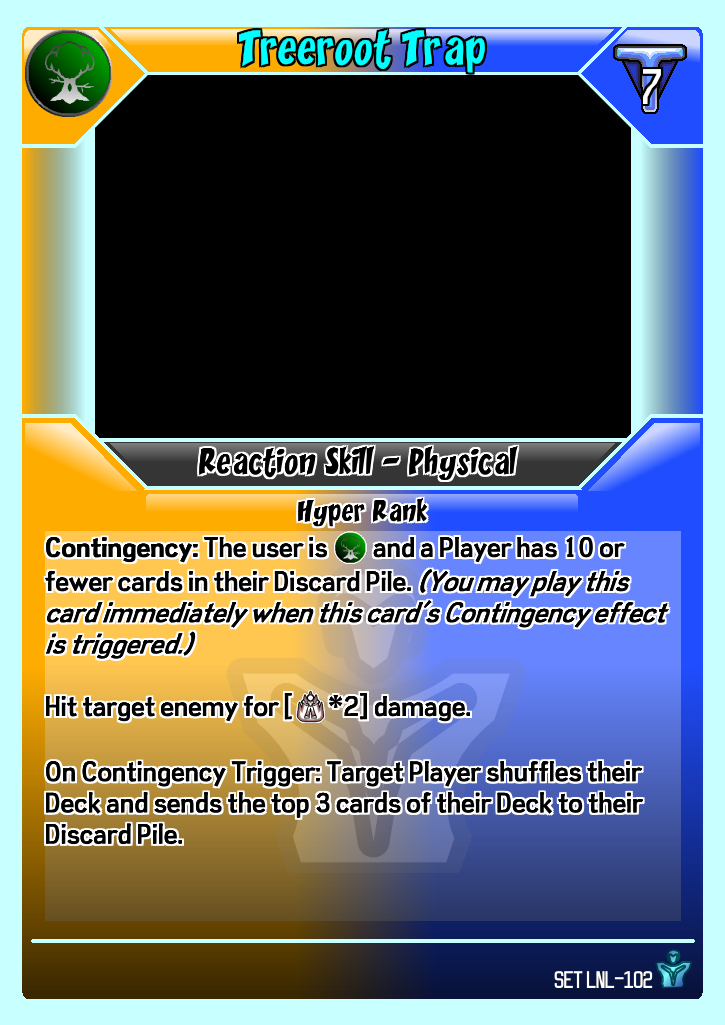 Treeroot Trap
7
Reaction Skill - Physical
Hyper Rank
Contingency: The user is and a Player has 10 or
fewer cards in their Discard Pile. (You may play this
card immediately when this card's Contingency effect
is triggered.)
Hit target enemy for [ *2] damage.
On Contingency Trigger: Target Player shuffles their
Deck and sends the top 3 cards of their Deck to their
Discard Pile.
SET LNL-102